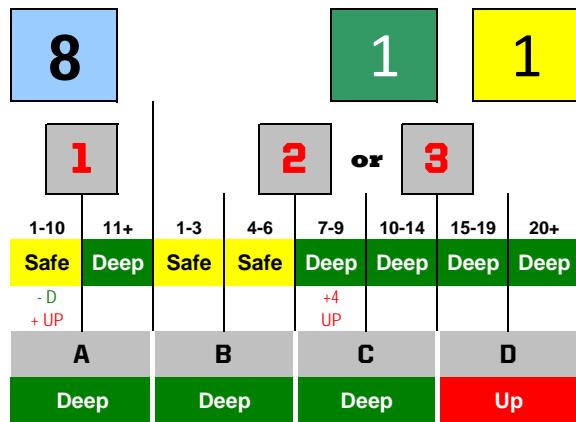 8 1 1
1 2 or 3
1-10 11+ 1-3 4-6 7-9 10-14 15-19 20+
Safe Deep Safe Safe Deep Deep Deep Deep
- D +4
+ UP UP
A B C D
Deep Deep Deep Up